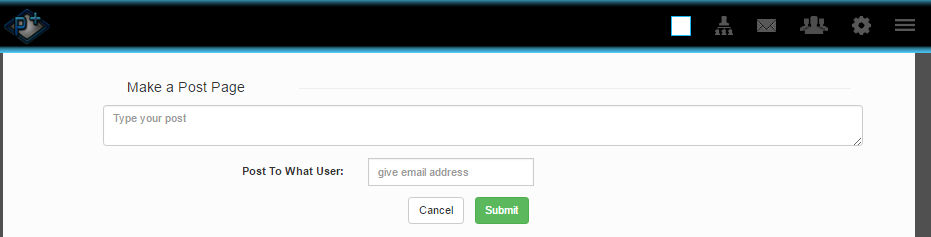 P+
Make a Post Page
Type your post
Post To What User:
give email address
Cancel
Submit